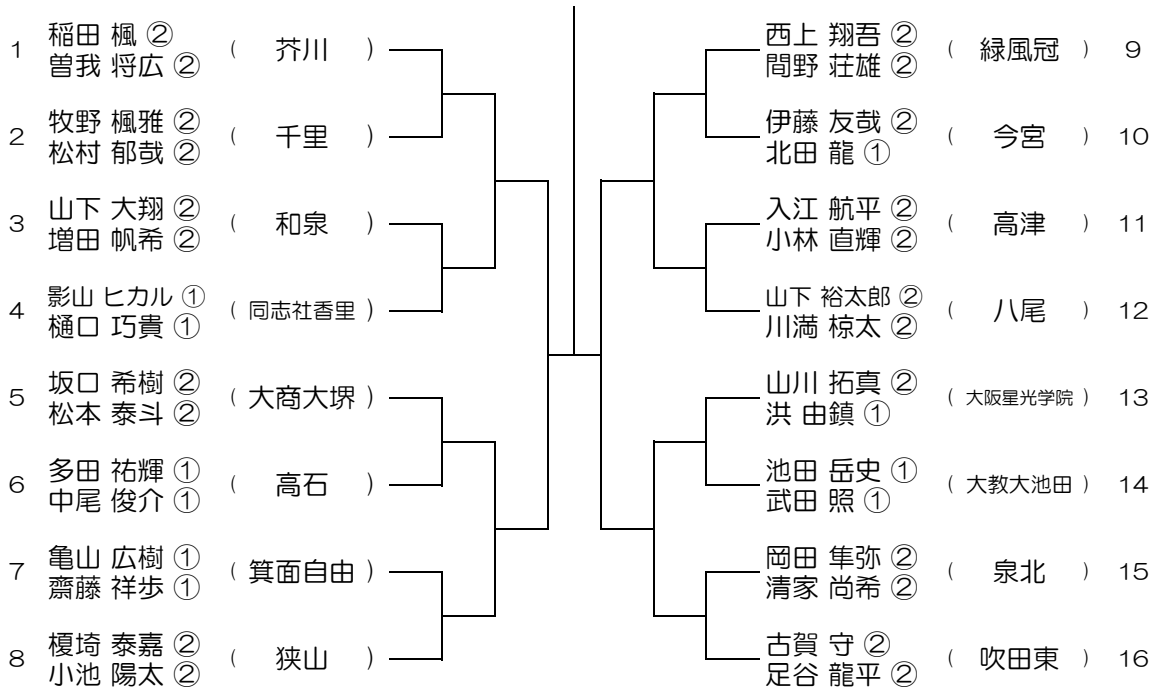 1 稲田 楓 ② ( 芥川 )
曽我 将広 ②
2 牧野 楓雅 ② ( 千里 )
松村 郁哉 ②
3 山下 大翔 ② ( 和泉 )
増田 帆希 ②
4 影山 ヒカル ① ( 同志社香里 )
樋口 巧貴 ①
5 坂口 希樹 ② ( 大商大堺 )
松本 泰斗 ②
6 多田 祐輝 ① ( 高石 )
中尾 俊介 ①
7 亀山 広樹 ① ( 箕面自由 )
齋藤 祥歩 ①
8 榎埼 泰嘉 ② ( 狭山 )
小池 陽太 ②
西上 翔吾 ② ( 緑風冠 ) 9
間野 荘雄 ②
伊藤 友哉 ② ( 今宮 ) 10
北田 龍 ①
入江 航平 ② ( 高津 ) 11
小林 直輝 ②
山下 裕太郎 ② ( 八尾 ) 12
川満 椋太 ②
山川 拓真 ② ( 大阪星光学院 ) 13
洪 由鎮 ①
池田 岳史 ① ( 大教大池田 ) 14
武田 照 ①
岡田 隼弥 ② ( 泉北 ) 15
清家 尚希 ②
古賀 守 ② ( 吹田東 ) 16
足谷 龍平 ②